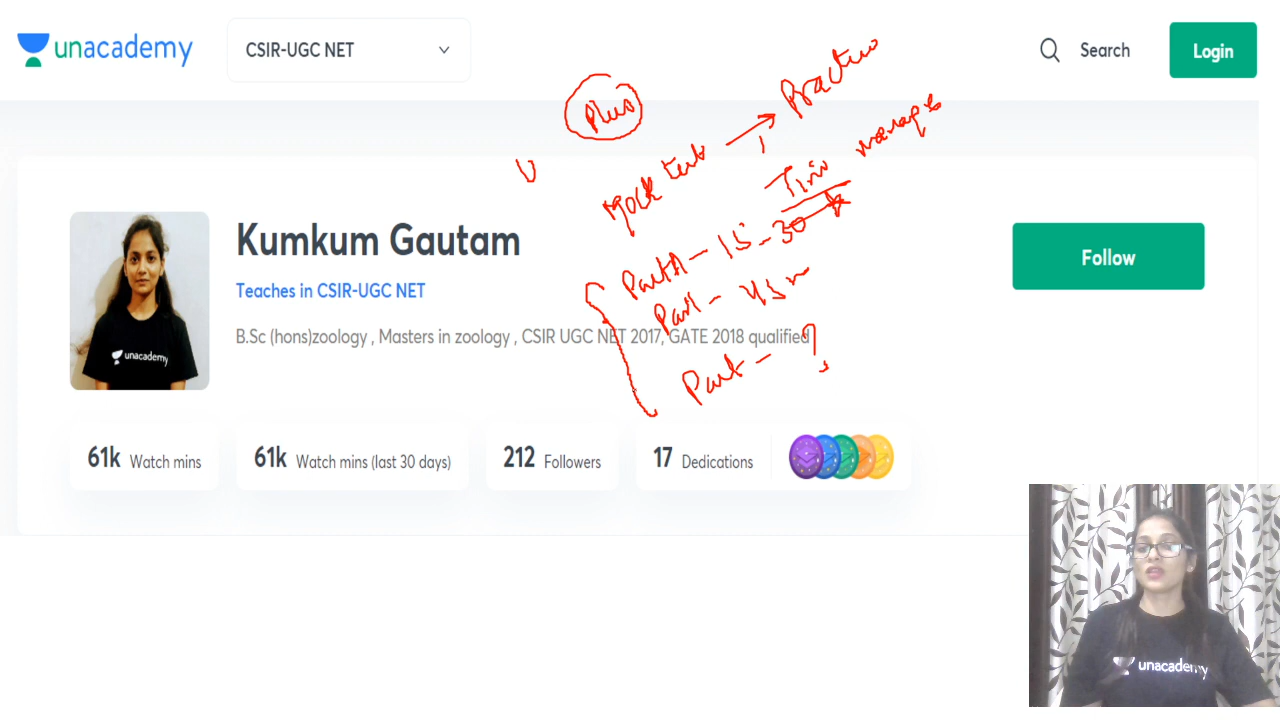 unacademy
CSIR-UGC NET
Search
Login
Plus
Mock test → Practice
Time manage
Kumkum Gautam
Teaches in CSIR-UGC NET
B.Sc (hons)zoology , Masters in zoology , CSIR UGC NET 2017, GATE 2018 qualified
Follow
Part A - 15 - 30
Part - 45 m
Part - ?
unacademy
61k Watch mins
61k Watch mins (last 30 days)
212 Followers
17 Dedications
unacademy